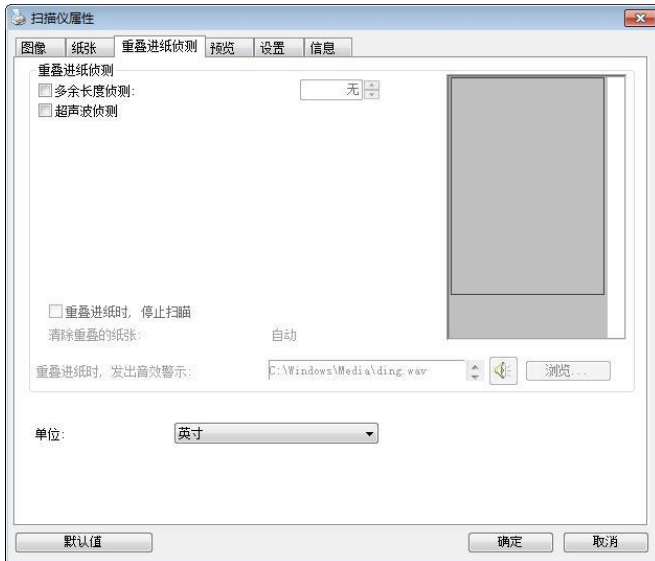 扫描仪属性
图像 纸张 重叠进纸侦测 预览 设置 信息
重叠进纸侦测
多余长度侦测: 无
超声波侦测
重叠进纸时, 停止扫瞄
清除重叠的纸张: 自动
重叠进纸时, 发出音效警示: C:\Windows\Media\ding.wav 浏览...
单位: 英寸
默认值 确定 取消